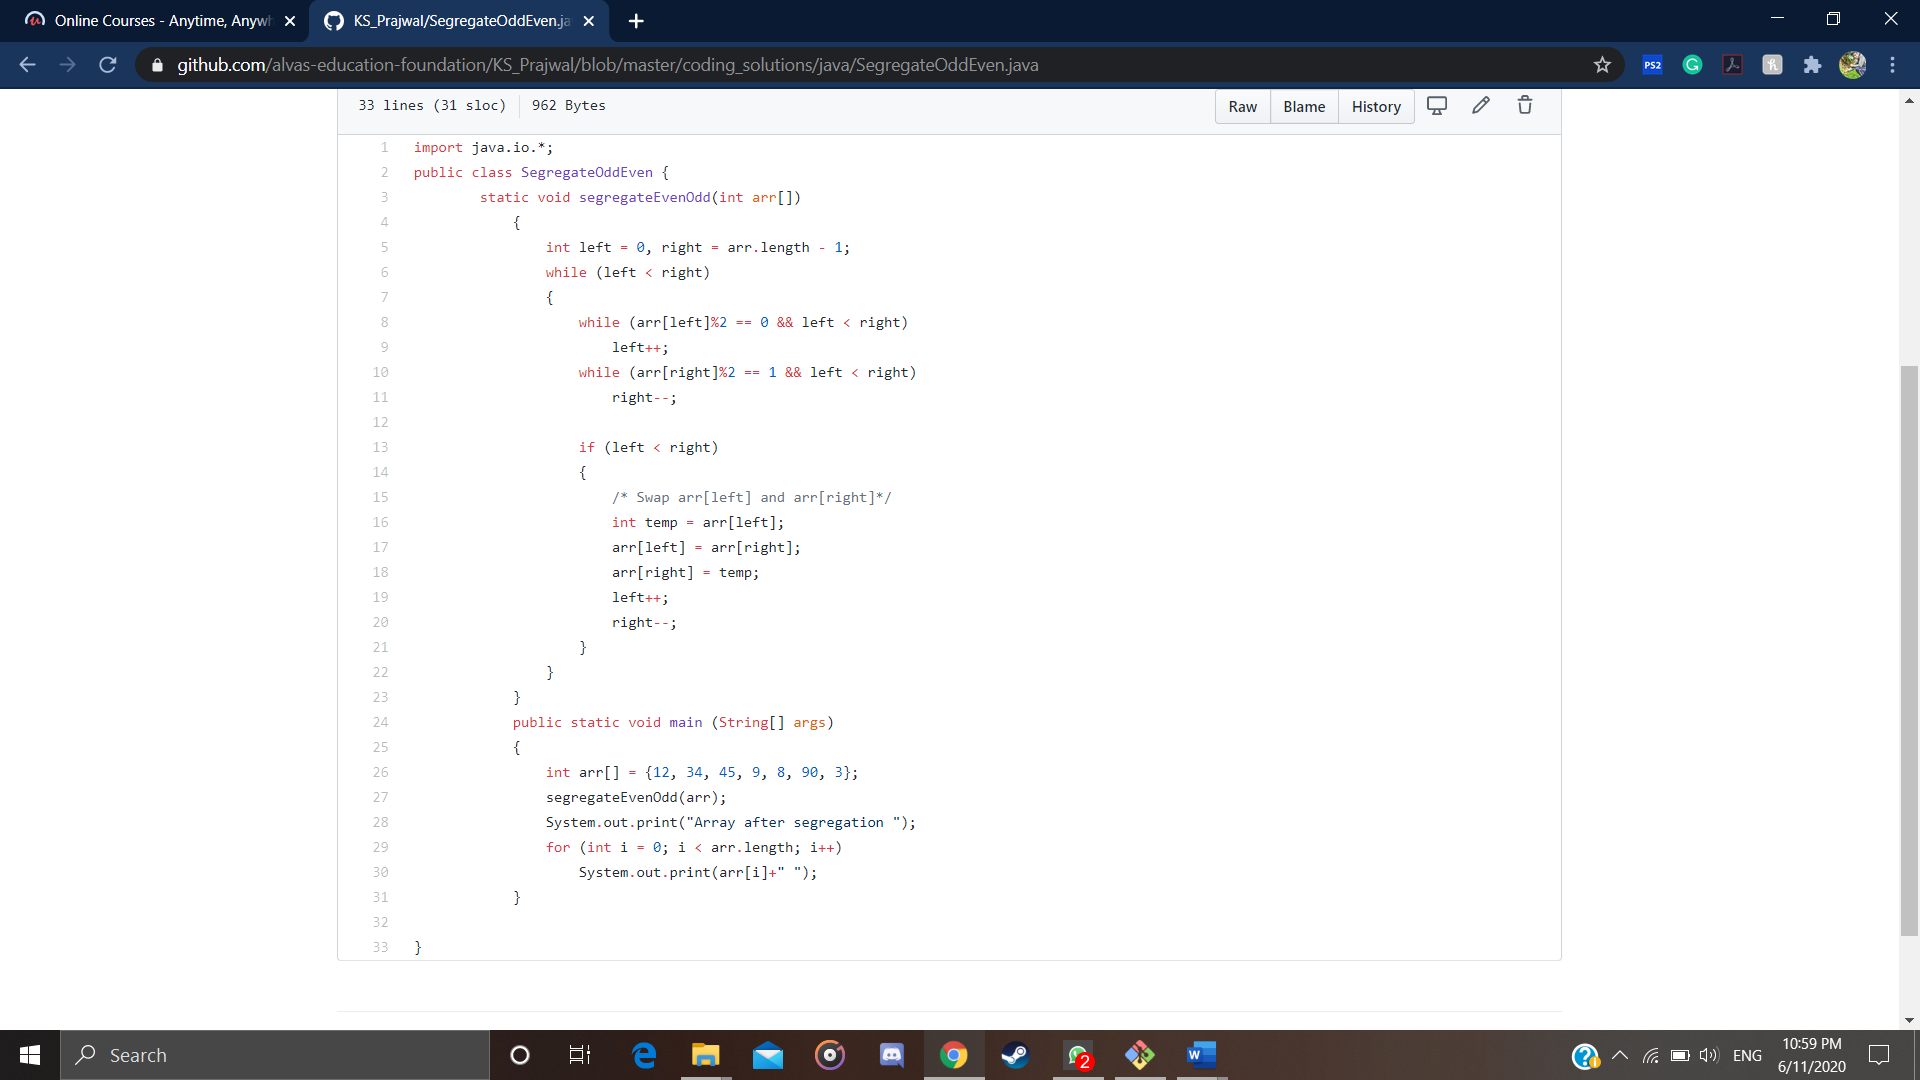 Online Courses - Anytime, Anywh
KS_Prajwal/SegregateOddEven.ja
github.com/alvas-education-foundation/KS_Prajwal/blob/master/coding_solutions/java/SegregateOddEven.java
PS2
33 lines (31 sloc) 962 Bytes
Raw Blame History
1 import java.io.*;
2 public class SegregateOddEven {
3 static void segregateEvenOdd(int arr[])
4 {
5 int left = 0, right = arr.length - 1;
6 while (left < right)
7 {
8 while (arr[left]%2 == 0 && left < right)
9 left++;
10 while (arr[right]%2 == 1 && left < right)
11 right--;
12
13 if (left < right)
14 {
15 /* Swap arr[left] and arr[right]*/
16 int temp = arr[left];
17 arr[left] = arr[right];
18 arr[right] = temp;
19 left++;
20 right--;
21 }
22 }
23 }
24 public static void main (String[] args)
25 {
26 int arr[] = {12, 34, 45, 9, 8, 90, 3};
27 segregateEvenOdd(arr);
28 System.out.print("Array after segregation ");
29 for (int i = 0; i < arr.length; i++)
30 System.out.print(arr[i]+" ");
31 }
32
33 }
Search
2
ENG
10:59 PM
6/11/2020